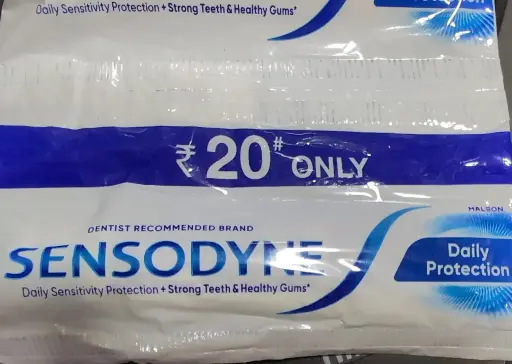 Daily Sensitivity Protection + Strong Teeth & Healthy Gums*
₹ 20# ONLY
HALEON
DENTIST RECOMMENDED BRAND
SENSODYNE
Daily Protection
Daily Sensitivity Protection + Strong Teeth & Healthy Gums*